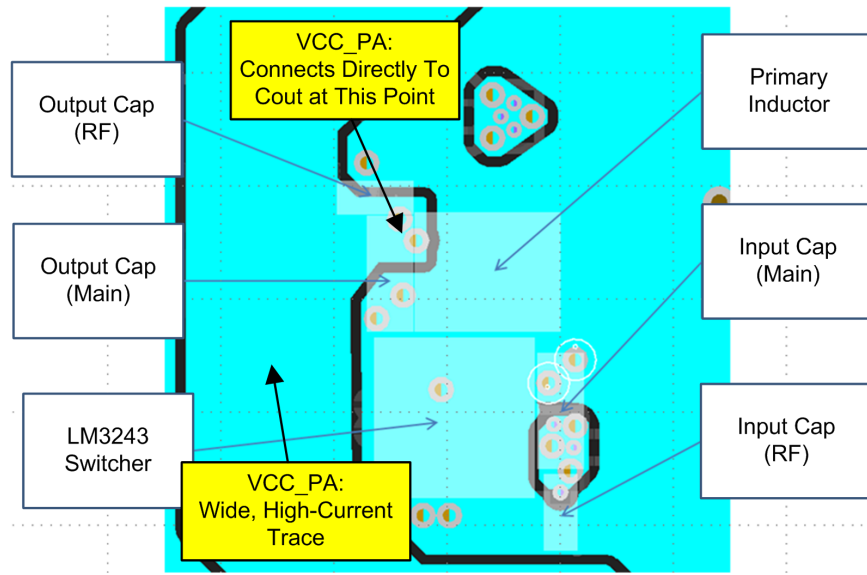 VCC_PA:
Connects Directly To
Cout at This Point
Output Cap
(RF)
Primary
Inductor
Output Cap
(Main)
Input Cap
(Main)
LM3243
Switcher
Input Cap
(RF)
VCC_PA:
Wide, High-Current
Trace